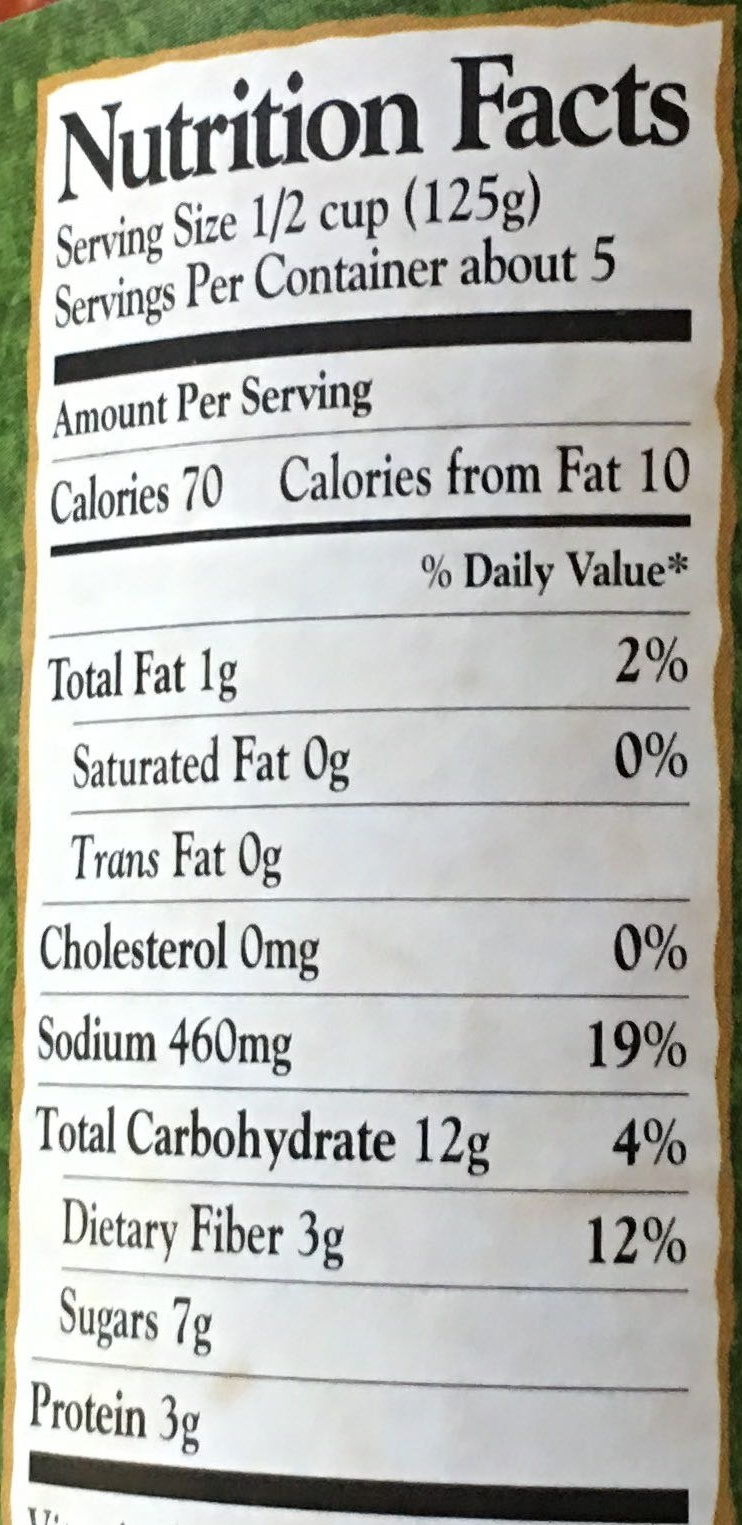 Nutrition Facts
Serving Size 1/2 cup (125g)
Servings Per Container about 5
Amount Per Serving
Calories 70 Calories from Fat 10
% Daily Value*
Total Fat 1g 2%
Saturated Fat 0g 0%
Trans Fat 0g
Cholesterol 0mg 0%
Sodium 460mg 19%
Total Carbohydrate 12g 4%
Dietary Fiber 3g 12%
Sugars 7g
Protein 3g